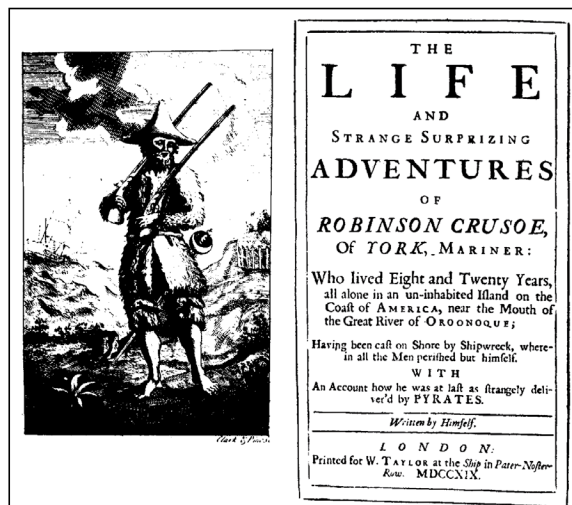 Clark & Pine sc
THE
LIFE
AND
STRANGE SURPRIZING
ADVENTURES
OF
ROBINSON CRUSOE,
Of YORK, MARINER:
Who lived Eight and Twenty Years,
all alone in an un-inhabited Iſland on the
Coaſt of AMERICA, near the Mouth of
the Great River of OROONOQUE;
Having been caſt on Shore by Shipwreck, where-
in all the Men periſhed but himſelf.
WITH
An Account how he was at laſt as ſtrangely deli-
ver'd by PYRATES.
Written by Himſelf.
LONDON:
Printed for W. TAYLOR at the Ship in Pater-Noſter-
Row. MDCCXIX.